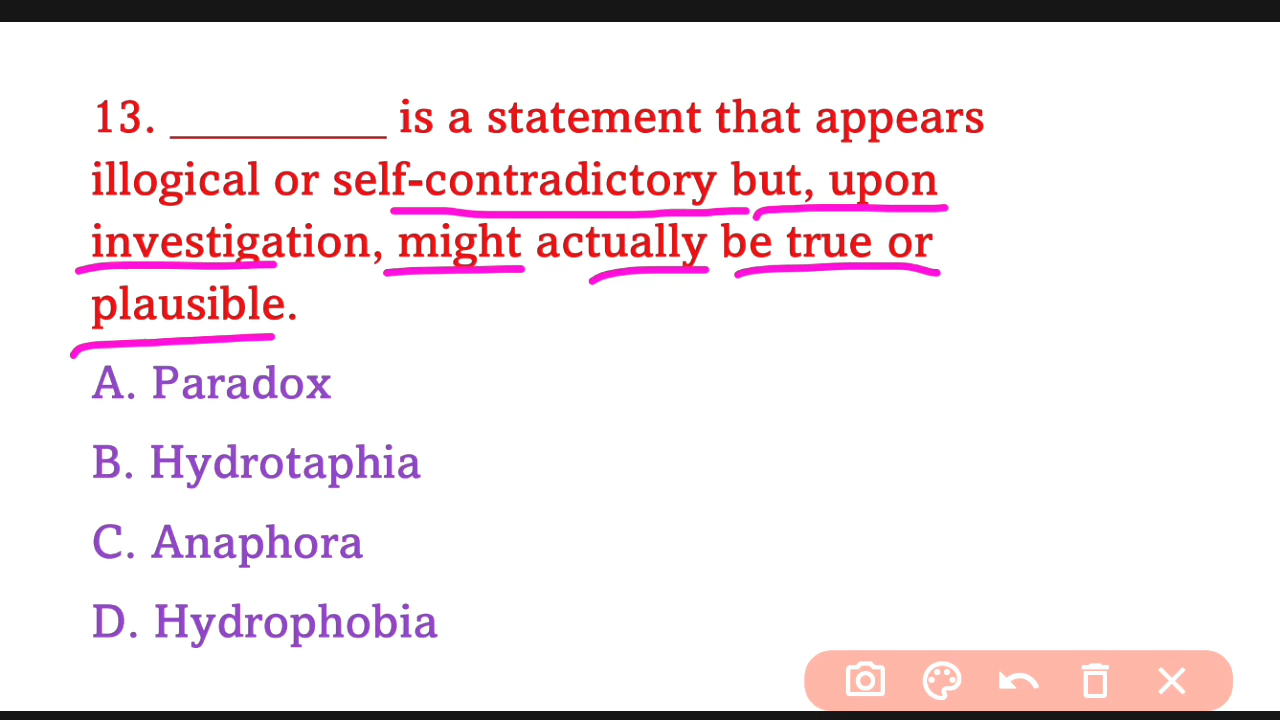 13. _________ is a statement that appears
illogical or self-contradictory but, upon
investigation, might actually be true or
plausible.
A. Paradox
B. Hydrotaphia
C. Anaphora
D. Hydrophobia